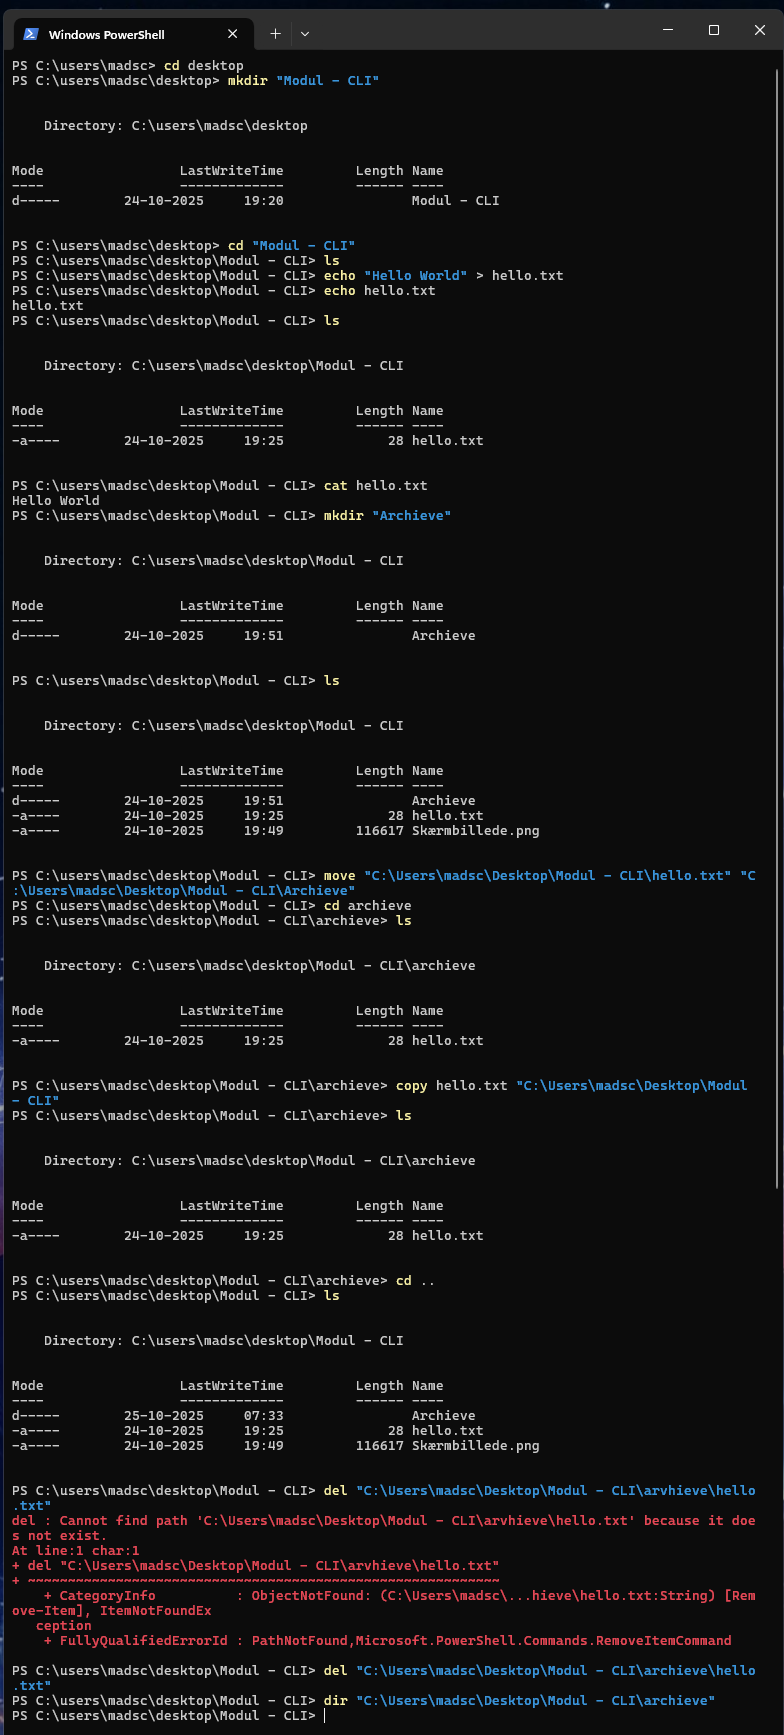 Windows PowerShell
PS C:\users\madsc> cd desktop
PS C:\users\madsc\desktop> mkdir "Modul - CLI"
    Directory: C:\users\madsc\desktop
Mode                 LastWriteTime         Length Name
----                 -------------         ------ ----
d-----        24-10-2025     19:20                Modul - CLI
PS C:\users\madsc\desktop> cd "Modul - CLI"
PS C:\users\madsc\desktop\Modul - CLI> ls
PS C:\users\madsc\desktop\Modul - CLI> echo "Hello World" > hello.txt
PS C:\users\madsc\desktop\Modul - CLI> echo hello.txt
hello.txt
PS C:\users\madsc\desktop\Modul - CLI> ls
    Directory: C:\users\madsc\desktop\Modul - CLI
Mode                 LastWriteTime         Length Name
----                 -------------         ------ ----
-a----        24-10-2025     19:25             28 hello.txt
PS C:\users\madsc\desktop\Modul - CLI> cat hello.txt
Hello World
PS C:\users\madsc\desktop\Modul - CLI> mkdir "Archieve"
    Directory: C:\users\madsc\desktop\Modul - CLI
Mode                 LastWriteTime         Length Name
----                 -------------         ------ ----
d-----        24-10-2025     19:51                Archieve
PS C:\users\madsc\desktop\Modul - CLI> ls
    Directory: C:\users\madsc\desktop\Modul - CLI
Mode                 LastWriteTime         Length Name
----                 -------------         ------ ----
d-----        24-10-2025     19:51                Archieve
-a----        24-10-2025     19:25             28 hello.txt
-a----        24-10-2025     19:49         116617 Skærmbillede.png
PS C:\users\madsc\desktop\Modul - CLI> move "C:\Users\madsc\Desktop\Modul - CLI\hello.txt" "C
:\Users\madsc\Desktop\Modul - CLI\Archieve"
PS C:\users\madsc\desktop\Modul - CLI> cd archieve
PS C:\users\madsc\desktop\Modul - CLI\archieve> ls
    Directory: C:\users\madsc\desktop\Modul - CLI\archieve
Mode                 LastWriteTime         Length Name
----                 -------------         ------ ----
-a----        24-10-2025     19:25             28 hello.txt
PS C:\users\madsc\desktop\Modul - CLI\archieve> copy hello.txt "C:\Users\madsc\Desktop\Modul
- CLI"
PS C:\users\madsc\desktop\Modul - CLI\archieve> ls
    Directory: C:\users\madsc\desktop\Modul - CLI\archieve
Mode                 LastWriteTime         Length Name
----                 -------------         ------ ----
-a----        24-10-2025     19:25             28 hello.txt
PS C:\users\madsc\desktop\Modul - CLI\archieve> cd ..
PS C:\users\madsc\desktop\Modul - CLI> ls
    Directory: C:\users\madsc\desktop\Modul - CLI
Mode                 LastWriteTime         Length Name
----                 -------------         ------ ----
d-----        25-10-2025     07:33                Archieve
-a----        24-10-2025     19:25             28 hello.txt
-a----        24-10-2025     19:49         116617 Skærmbillede.png
PS C:\users\madsc\desktop\Modul - CLI> del "C:\Users\madsc\Desktop\Modul - CLI\arvhieve\hello
.txt"
del : Cannot find path 'C:\Users\madsc\Desktop\Modul - CLI\arvhieve\hello.txt' because it doe
s not exist.
At line:1 char:1
+ del "C:\Users\madsc\Desktop\Modul - CLI\arvhieve\hello.txt"
+ ~~~~~~~~~~~~~~~~~~~~~~~~~~~~~~~~~~~~~~~~~~~~~~~~~~~~~~~~~~~
    + CategoryInfo          : ObjectNotFound: (C:\Users\madsc\...hieve\hello.txt:String) [Rem
ove-Item], ItemNotFoundEx
   ception
    + FullyQualifiedErrorId : PathNotFound,Microsoft.PowerShell.Commands.RemoveItemCommand
PS C:\users\madsc\desktop\Modul - CLI> del "C:\Users\madsc\Desktop\Modul - CLI\archieve\hello
.txt"
PS C:\users\madsc\desktop\Modul - CLI> dir "C:\Users\madsc\Desktop\Modul - CLI\archieve"
PS C:\users\madsc\desktop\Modul - CLI>